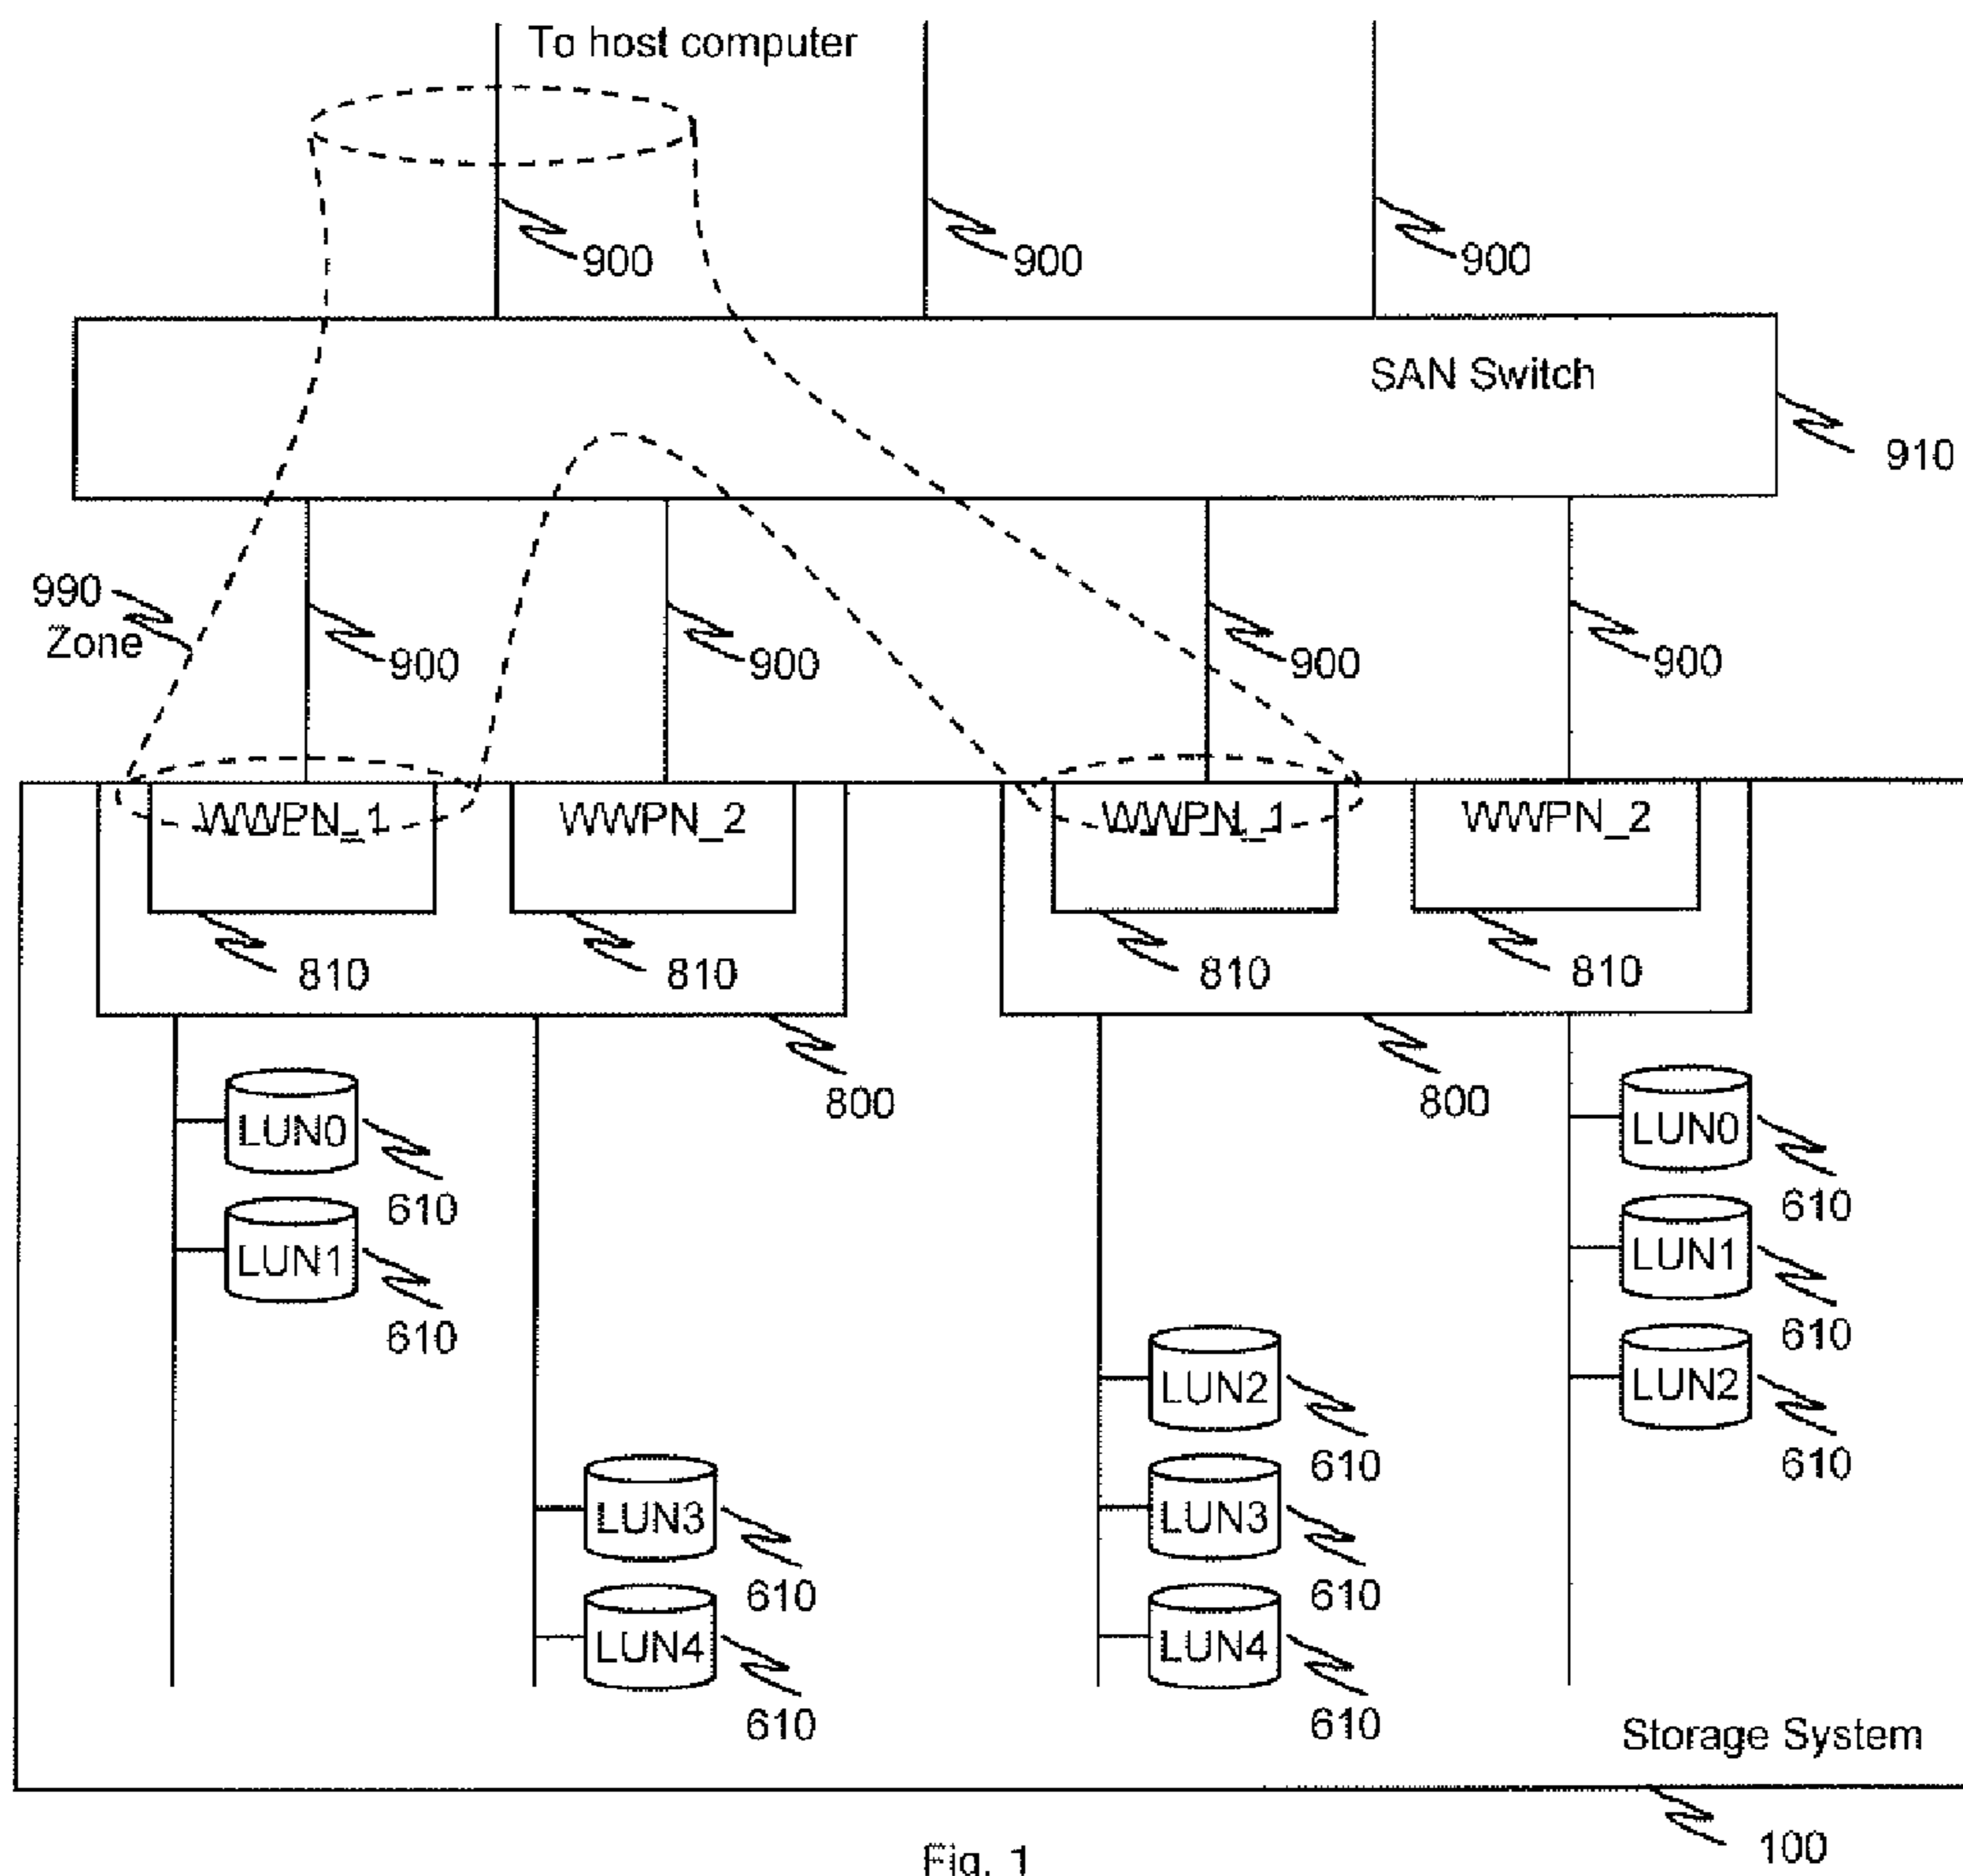 To host computer
900 900 900
SAN Switch
910
990
Zone
900 900 900 900
WWPN_1 WWPN_2 WWPN_1 WWPN_2
810 810 810 810
800 800
LUN0 LUN0
610 610
LUN1 LUN1
610 610
LUN2 LUN2
610 610
LUN3 LUN3
610 610
LUN4 LUN4
610 610
Storage System
100
Fig. 1